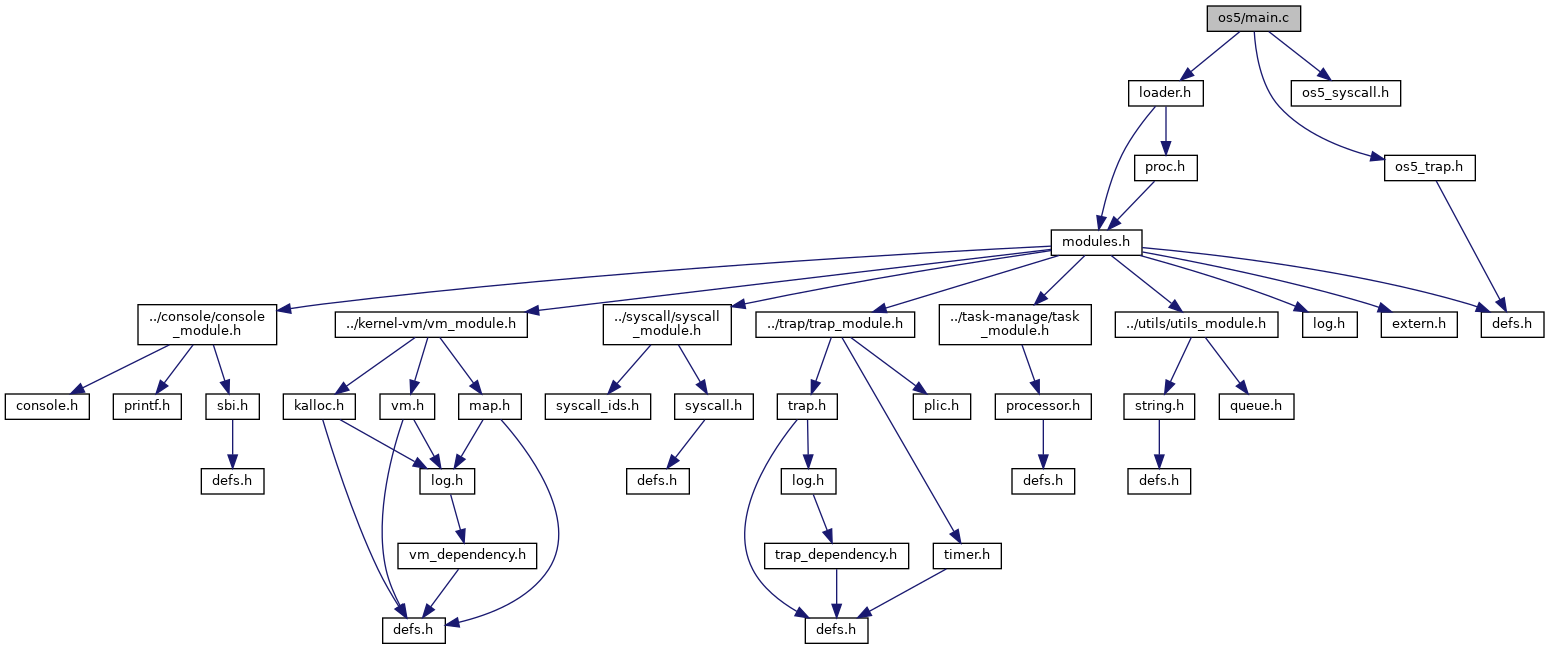 os5/main.c
loader.h
os5_syscall.h
proc.h
os5_trap.h
modules.h
../console/console
_module.h
../kernel-vm/vm_module.h
../syscall/syscall
_module.h
../trap/trap_module.h
../task-manage/task
_module.h
../utils/utils_module.h
log.h
extern.h
defs.h
console.h
printf.h
sbi.h
kalloc.h
vm.h
map.h
syscall_ids.h
syscall.h
trap.h
plic.h
processor.h
string.h
queue.h
defs.h
log.h
defs.h
log.h
defs.h
defs.h
vm_dependency.h
trap_dependency.h
timer.h
defs.h
defs.h